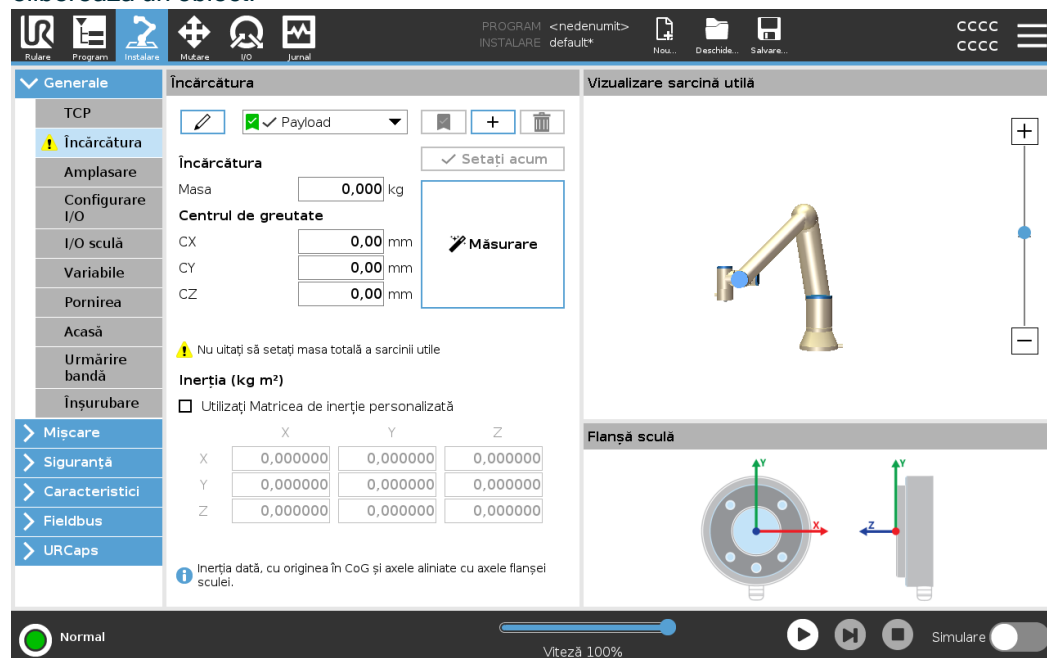 eliberează un obiect.
PROGRAM <nedenumit>
INSTALARE default*
Rulare Program Instalare Mutare I/O Jurnal
Nou... Deschide... Salvare...
cccc
cccc
Generale
TCP
Încărcătura
Amplasare
Configurare
I/O
I/O sculă
Variabile
Pornirea
Acasă
Urmărire
bandă
Înșurubare
Mișcare
Siguranță
Caracteristici
Fieldbus
URCaps
Încărcătura
Payload
Setați acum
Încărcătura
Masa 0,000 kg
Centrul de greutate
CX 0,00 mm
CY 0,00 mm
CZ 0,00 mm
Măsurare
Nu uitați să setați masa totală a sarcinii utile
Inerția (kg m²)
Utilizați Matricea de inerție personalizată
X Y Z
X 0,000000 0,000000 0,000000
Y 0,000000 0,000000 0,000000
Z 0,000000 0,000000 0,000000
Inerția dată, cu originea în CoG și axele aliniate cu axele flanșei
sculei.
Vizualizare sarcină utilă
Flanșă sculă
Y
X
Y
Z
Normal
Viteză 100%
Simulare